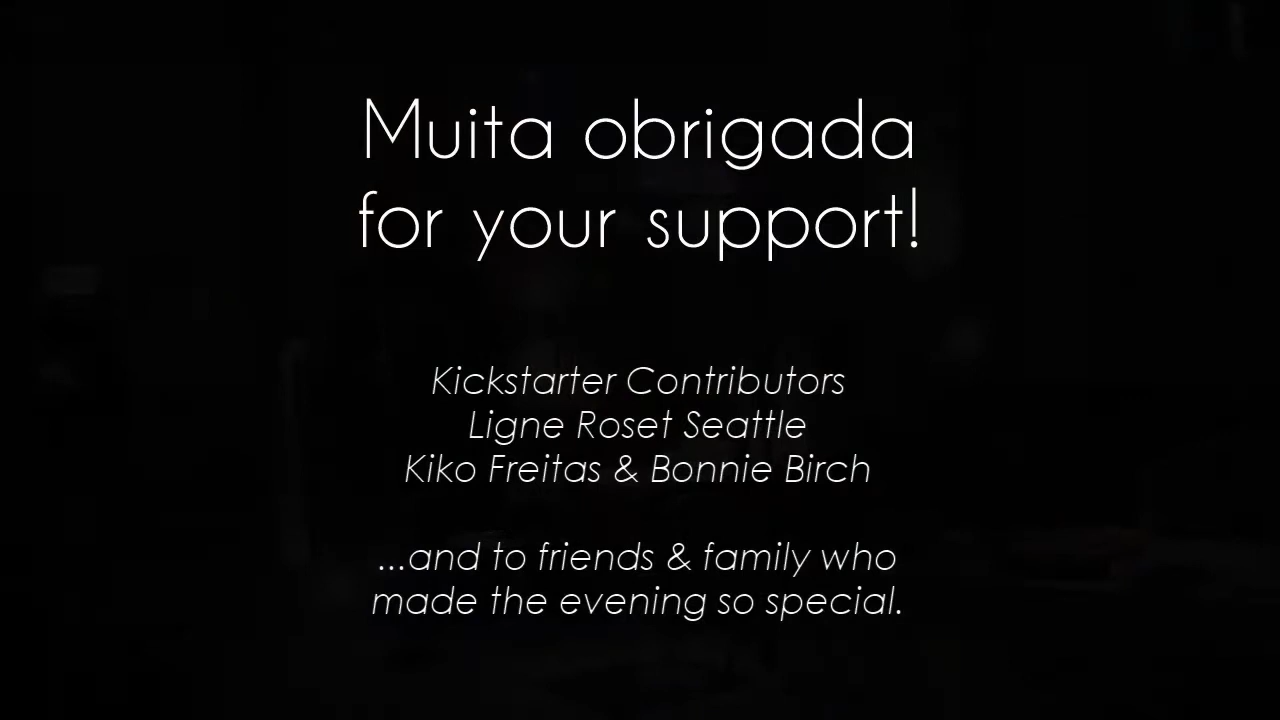 Muita obrigada
for your support!
Kickstarter Contributors
Ligne Roset Seattle
Kiko Freitas & Bonnie Birch
...and to friends & family who
made the evening so special.